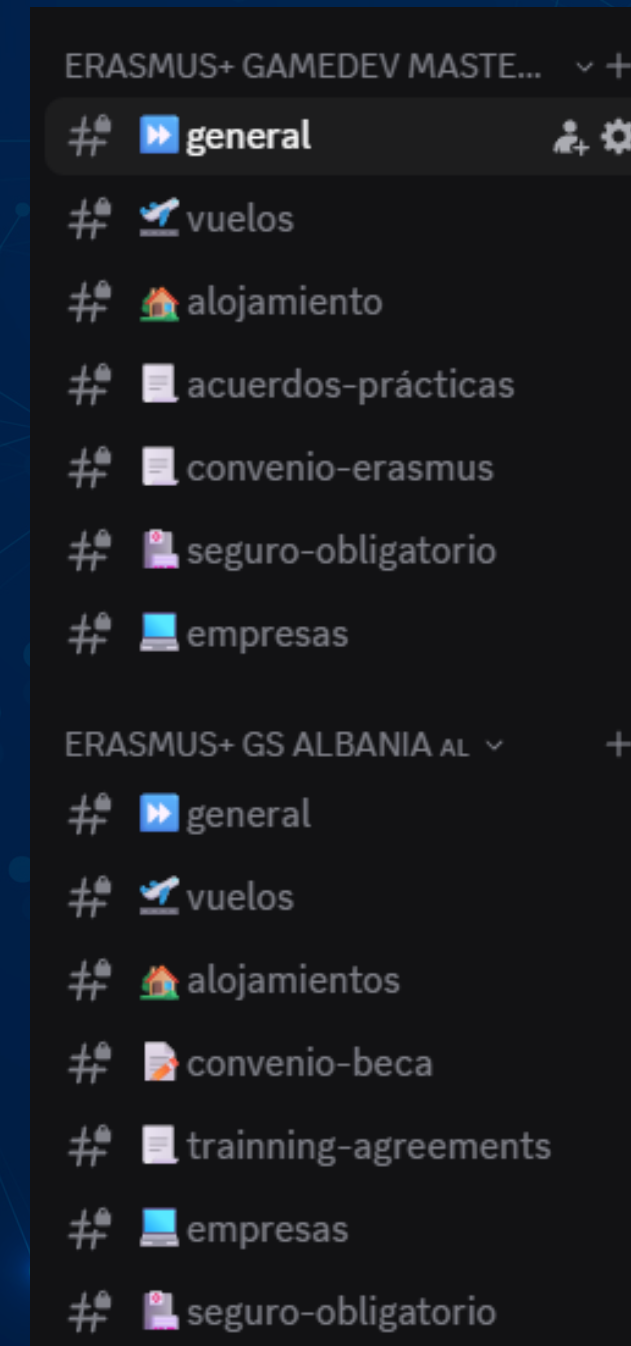 ERASMUS+ GAMEDEV MASTE...
general
vuelos
alojamiento
acuerdos-prácticas
convenio-erasmus
seguro-obligatorio
empresas
ERASMUS+ GS ALBANIA AL
general
vuelos
alojamientos
convenio-beca
trainning-agreements
empresas
seguro-obligatorio